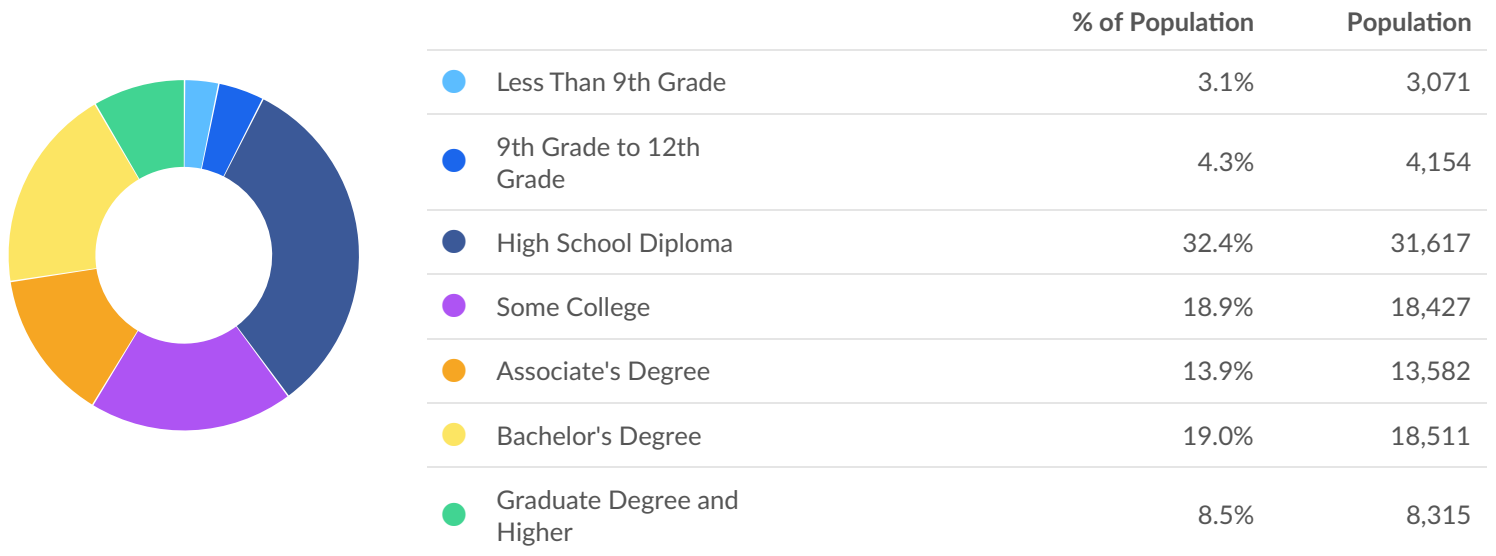 % of Population Population
Less Than 9th Grade 3.1% 3,071
9th Grade to 12th
Grade 4.3% 4,154
High School Diploma 32.4% 31,617
Some College 18.9% 18,427
Associate's Degree 13.9% 13,582
Bachelor's Degree 19.0% 18,511
Graduate Degree and
Higher 8.5% 8,315